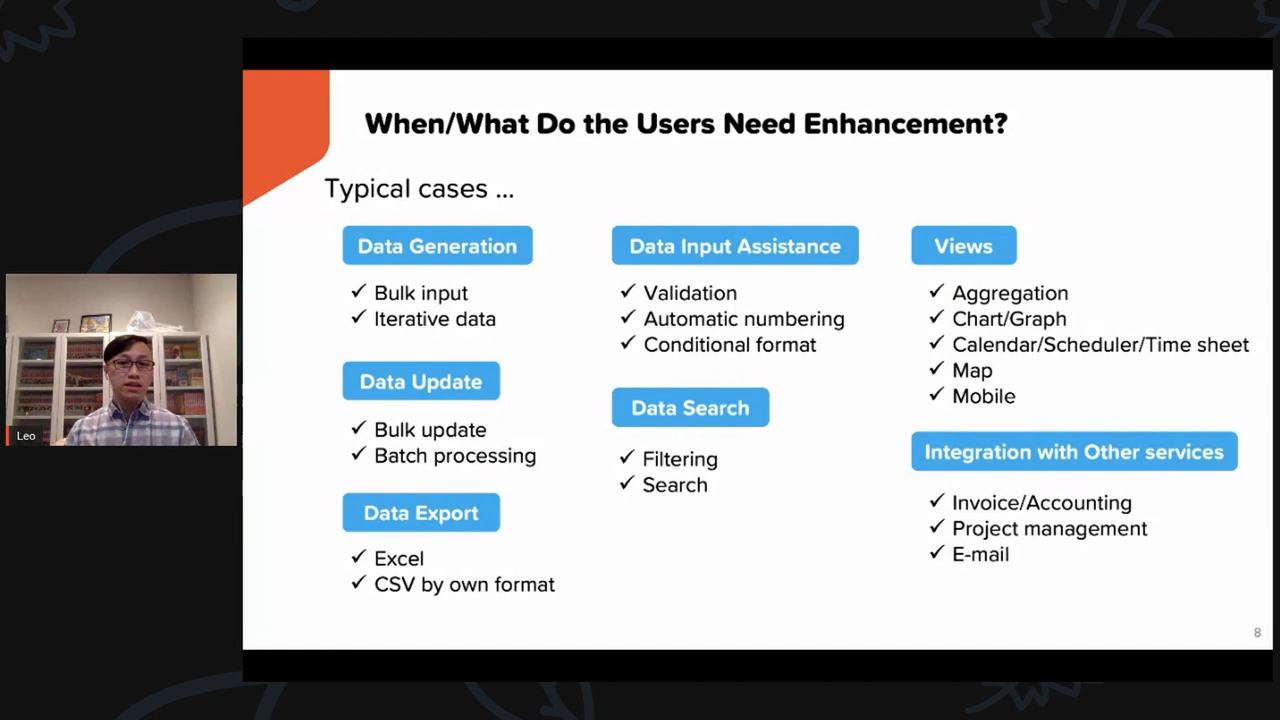 When/What Do the Users Need Enhancement?
Typical cases ...
Data Generation
✓ Bulk input
✓ Iterative data
Data Update
✓ Bulk update
✓ Batch processing
Data Export
✓ Excel
✓ CSV by own format
Data Input Assistance
✓ Validation
✓ Automatic numbering
✓ Conditional format
Data Search
✓ Filtering
✓ Search
Views
✓ Aggregation
✓ Chart/Graph
✓ Calendar/Scheduler/Time sheet
✓ Map
✓ Mobile
Integration with Other services
✓ Invoice/Accounting
✓ Project management
✓ E-mail
8
Leo